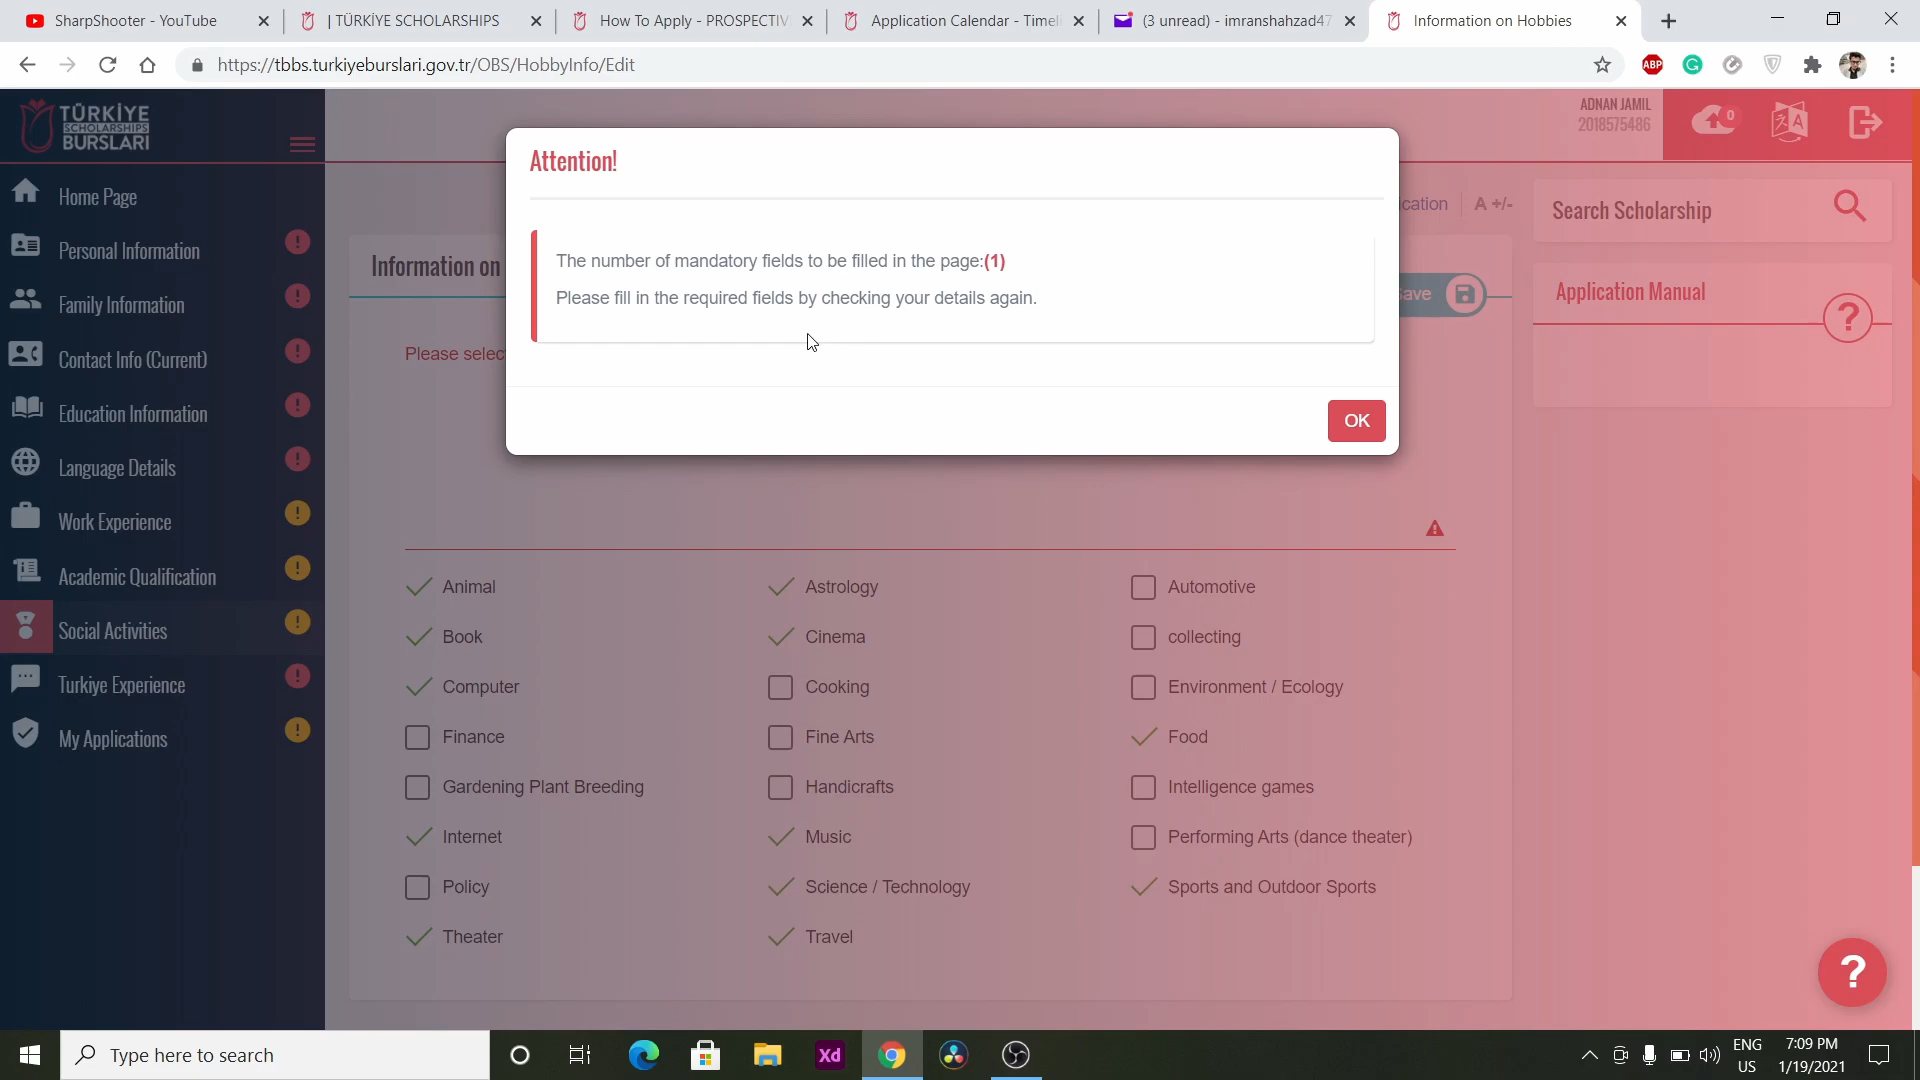 SharpShooter - YouTube
| TÜRKİYE SCHOLARSHIPS
How To Apply - PROSPECTIV
Application Calendar - Timeli
(3 unread) - imranshahzad47
Information on Hobbies
https://tbbs.turkiyeburslari.gov.tr/OBS/HobbyInfo/Edit
ABP
TÜRKİYE
SCHOLARSHIPS
BURSLARI
ADNAN JAMIL
2018575486
0
Home Page
Personal Information
Family Information
Contact Info (Current)
Education Information
Language Details
Work Experience
Academic Qualification
Social Activities
Turkiye Experience
My Applications
Attention!
The number of mandatory fields to be filled in the page:(1)
Please fill in the required fields by checking your details again.
OK
Information on
Please selec
cation
A +/-
Save
Search Scholarship
Application Manual
?
Animal
Astrology
Automotive
Book
Cinema
collecting
Computer
Cooking
Environment / Ecology
Finance
Fine Arts
Food
Gardening Plant Breeding
Handicrafts
Intelligence games
Internet
Music
Performing Arts (dance theater)
Policy
Science / Technology
Sports and Outdoor Sports
Theater
Travel
?
Type here to search
Xd
ENG
US
7:09 PM
1/19/2021